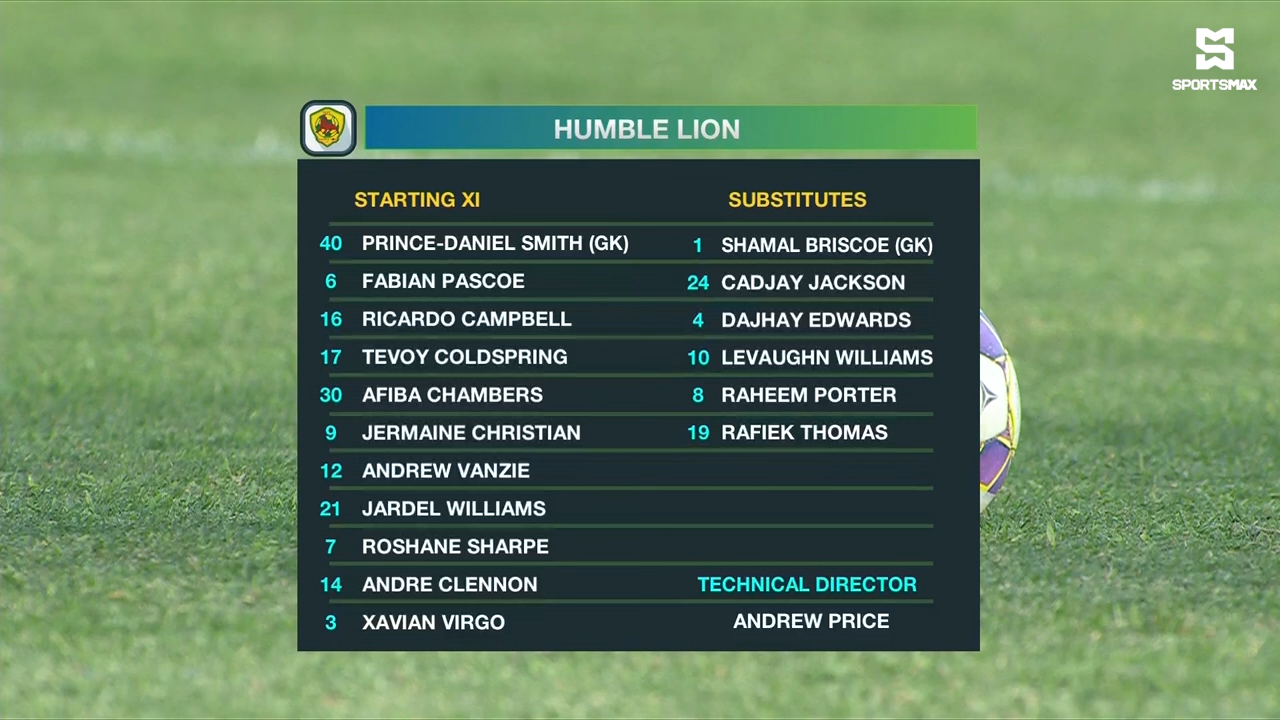 SPORTSMAX
HUMBLE LION
STARTING XI
40 PRINCE-DANIEL SMITH (GK)
6 FABIAN PASCOE
16 RICARDO CAMPBELL
17 TEVOY COLDSPRING
30 AFIBA CHAMBERS
9 JERMAINE CHRISTIAN
12 ANDREW VANZIE
21 JARDEL WILLIAMS
7 ROSHANE SHARPE
14 ANDRE CLENNON
3 XAVIAN VIRGO
SUBSTITUTES
1 SHAMAL BRISCOE (GK)
24 CADJAY JACKSON
4 DAJHAY EDWARDS
10 LEVAUGHN WILLIAMS
8 RAHEEM PORTER
19 RAFIEK THOMAS
TECHNICAL DIRECTOR
ANDREW PRICE